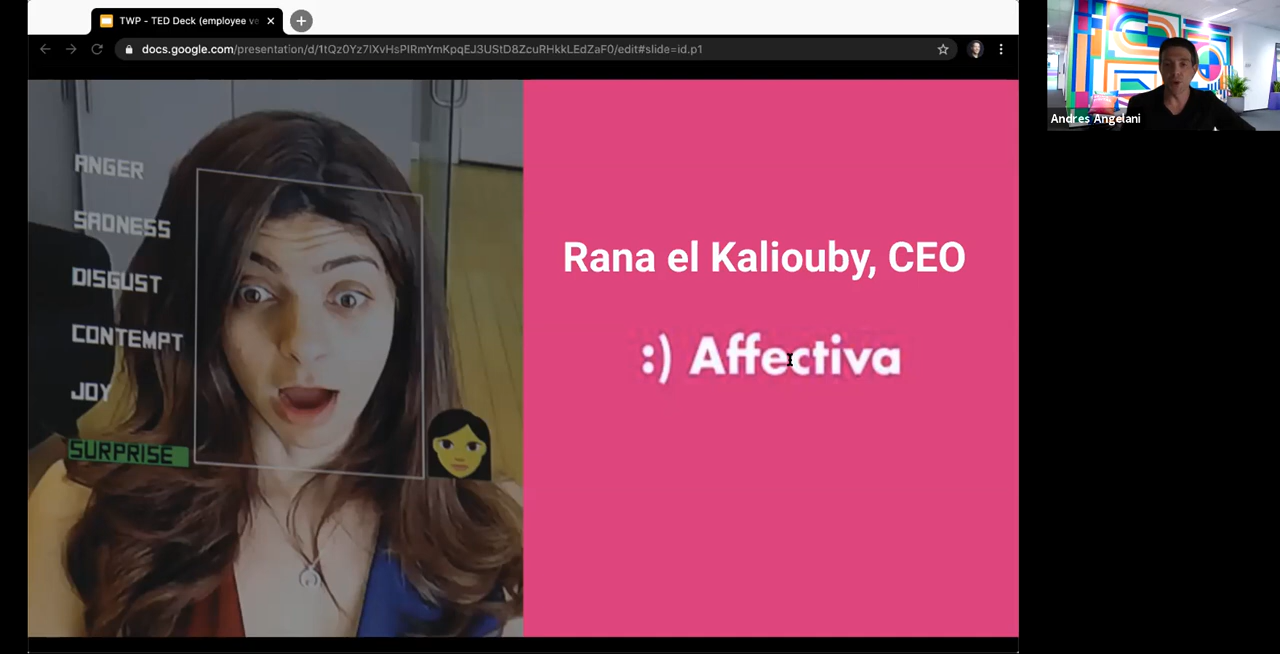 TWP - TED Deck (employee ve
docs.google.com/presentation/d/1tQz0Yz7lXvHsPIRmYmKpqEJ3UStD8ZcuRHkkLEdZaF0/edit#slide=id.p1
Andres Angelani
ANGER
SADNESS
DISGUST
CONTEMPT
JOY
SURPRISE
Rana el Kaliouby, CEO
:) Affectiva